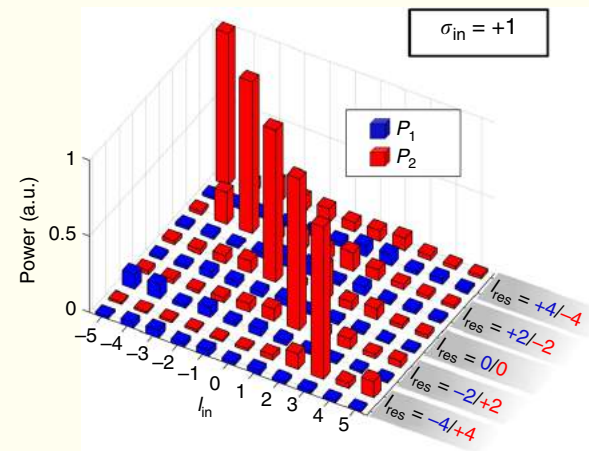 σin = +1
P1
P2
Power (a.u.)
1
0.5
0
–5
–4
–3
–2
–1
0
1
2
3
4
5
lin
lres = +4/–4
lres = +2/–2
lres = 0/0
lres = –2/+2
lres = –4/+4